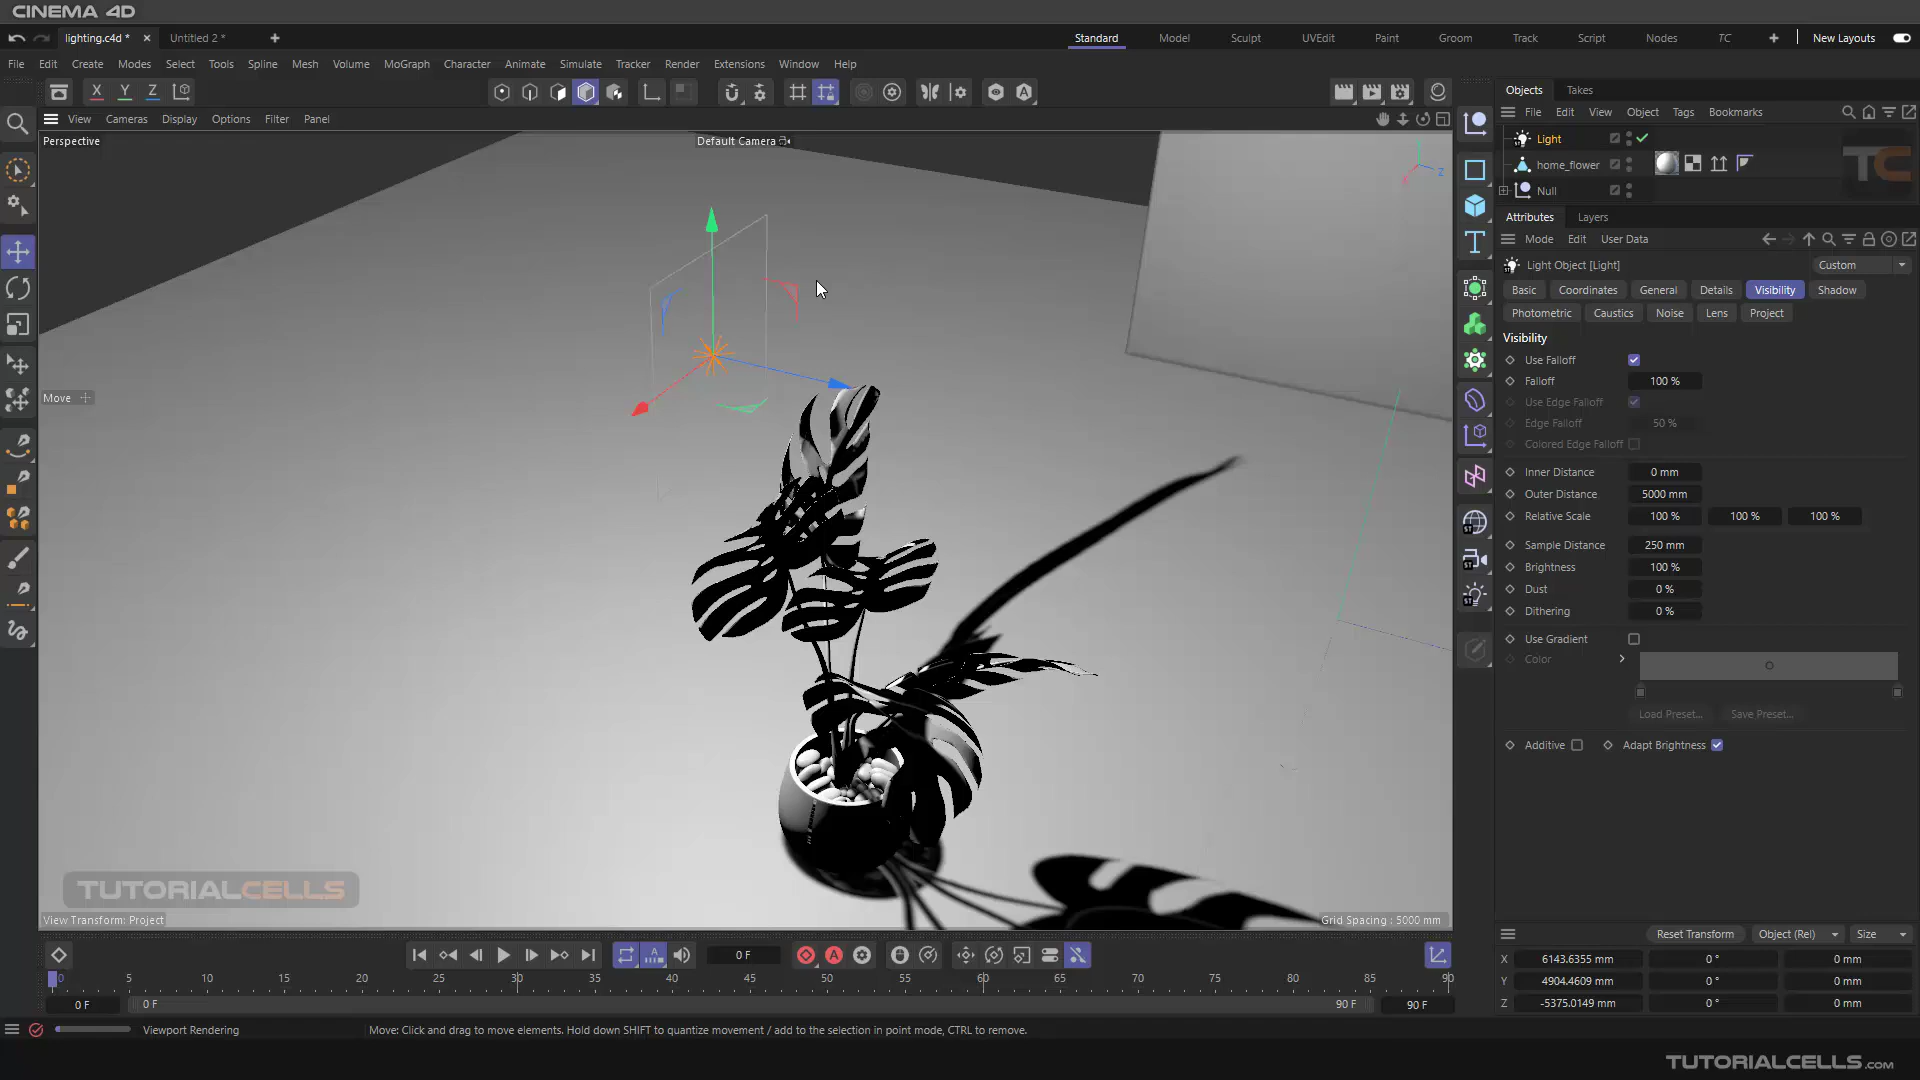 CINEMA 4D
lighting.c4d *
Untitled 2 *
Standard Model Sculpt UVEdit Paint Groom Track Script Nodes TC New Layouts
File Edit Create Modes Select Tools Spline Mesh Volume MoGraph Character Animate Simulate Tracker Render Extensions Window Help
X Y Z
View Cameras Display Options Filter Panel
Perspective
Default Camera
X Z
Move
T
ST
ST
ST
TUTORIALCELLS
View Transform: Project
Grid Spacing : 5000 mm
Objects Takes
File Edit View Object Tags Bookmarks
Light
home_flower
Null
TC
Attributes Layers
Mode Edit User Data
Light Object [Light] Custom
Basic Coordinates General Details Visibility Shadow
Photometric Caustics Noise Lens Project
Visibility
Use Falloff
Falloff 100 %
Use Edge Falloff
Edge Falloff 50 %
Colored Edge Falloff
Inner Distance 0 mm
Outer Distance 5000 mm
Relative Scale 100 % 100 % 100 %
Sample Distance 250 mm
Brightness 100 %
Dust 0 %
Dithering 0 %
Use Gradient
Color
Load Preset... Save Preset...
Additive Adapt Brightness
Reset Transform Object (Rel) Size
X 6143.6355 mm 0 ° 0 mm
Y 4904.4609 mm 0 ° 0 mm
Z -5375.0149 mm 0 ° 0 mm
0 F
0 5 10 15 20 25 30 35 40 45 50 55 60 65 70 75 80 85 90
0 F 0 F 90 F 90 F
Viewport Rendering
Move: Click and drag to move elements. Hold down SHIFT to quantize movement / add to the selection in point mode, CTRL to remove.
TUTORIALCELLS.com